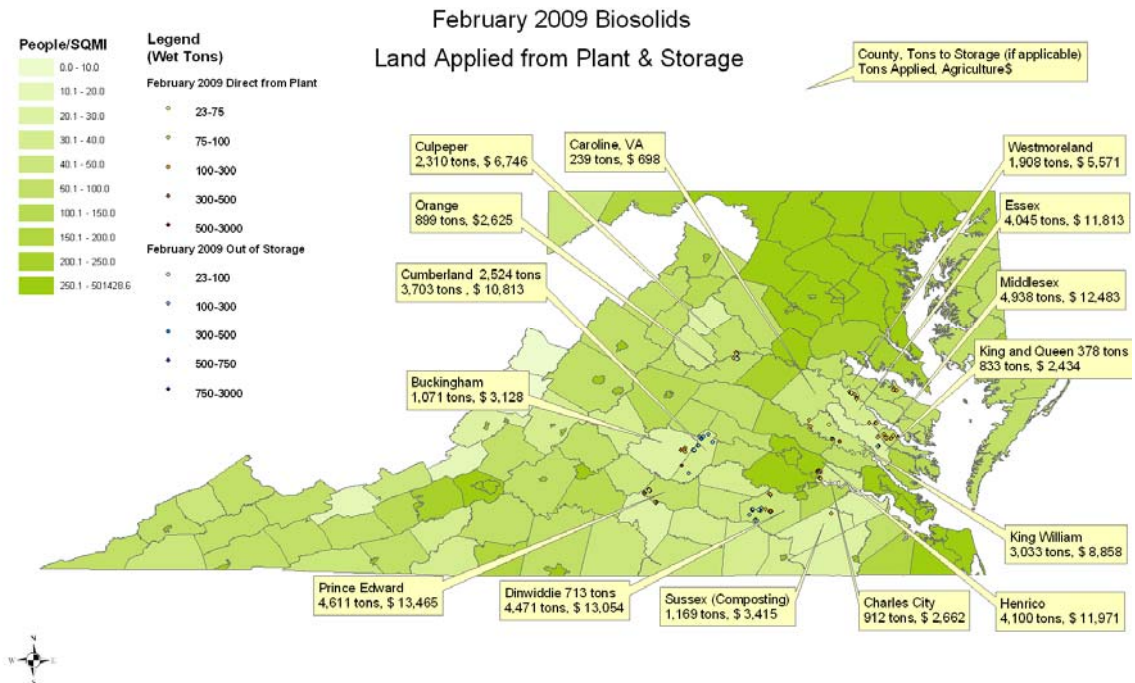 February 2009 Biosolids
Land Applied from Plant & Storage
People/SQMI
0.0 - 10.0
10.1 - 20.0
20.1 - 30.0
30.1 - 40.0
40.1 - 50.0
50.1 - 100.0
100.1 - 150.0
150.1 - 200.0
200.1 - 250.0
250.1 - 501428.6
Legend
(Wet Tons)
February 2009 Direct from Plant
23-75
75-100
100-300
300-500
500-3000
February 2009 Out of Storage
23-100
100-300
300-500
500-750
750-3000
County, Tons to Storage (if applicable)
Tons Applied, Agriculture$
Culpeper
2,310 tons, $ 6,746
Caroline, VA
239 tons, $ 698
Westmoreland
1,908 tons, $ 5,571
Orange
899 tons, $2,625
Essex
4,045 tons, $ 11,813
Cumberland 2,524 tons
3,703 tons , $ 10,813
Middlesex
4,938 tons, $ 12,483
King and Queen 378 tons
833 tons, $ 2,434
Buckingham
1,071 tons, $ 3,128
King William
3,033 tons, $ 8,858
Prince Edward
4,611 tons, $ 13,465
Dinwiddie 713 tons
4,471 tons, $ 13,054
Sussex (Composting)
1,169 tons, $ 3,415
Charles City
912 tons, $ 2,662
Henrico
4,100 tons, $ 11,971
N
W E
S